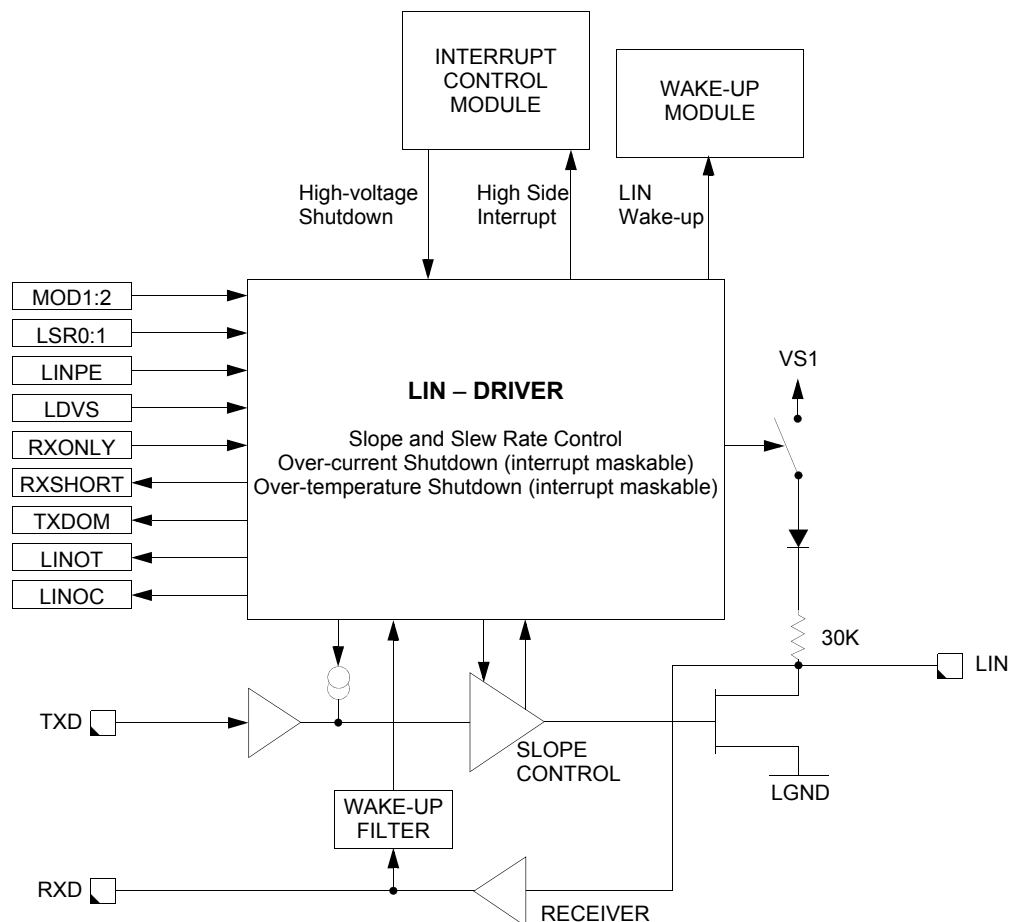 INTERRUPT
CONTROL
MODULE
WAKE-UP
MODULE
High-voltage
Shutdown
High Side
Interrupt
LIN
Wake-up
MOD1:2
LSR0:1
LINPE
LDVS
RXONLY
RXSHORT
TXDOM
LINOT
LINOC
LIN – DRIVER
Slope and Slew Rate Control
Over-current Shutdown (interrupt maskable)
Over-temperature Shutdown (interrupt maskable)
VS1
30K
LIN
TXD
SLOPE
CONTROL
LGND
WAKE-UP
FILTER
RXD
RECEIVER